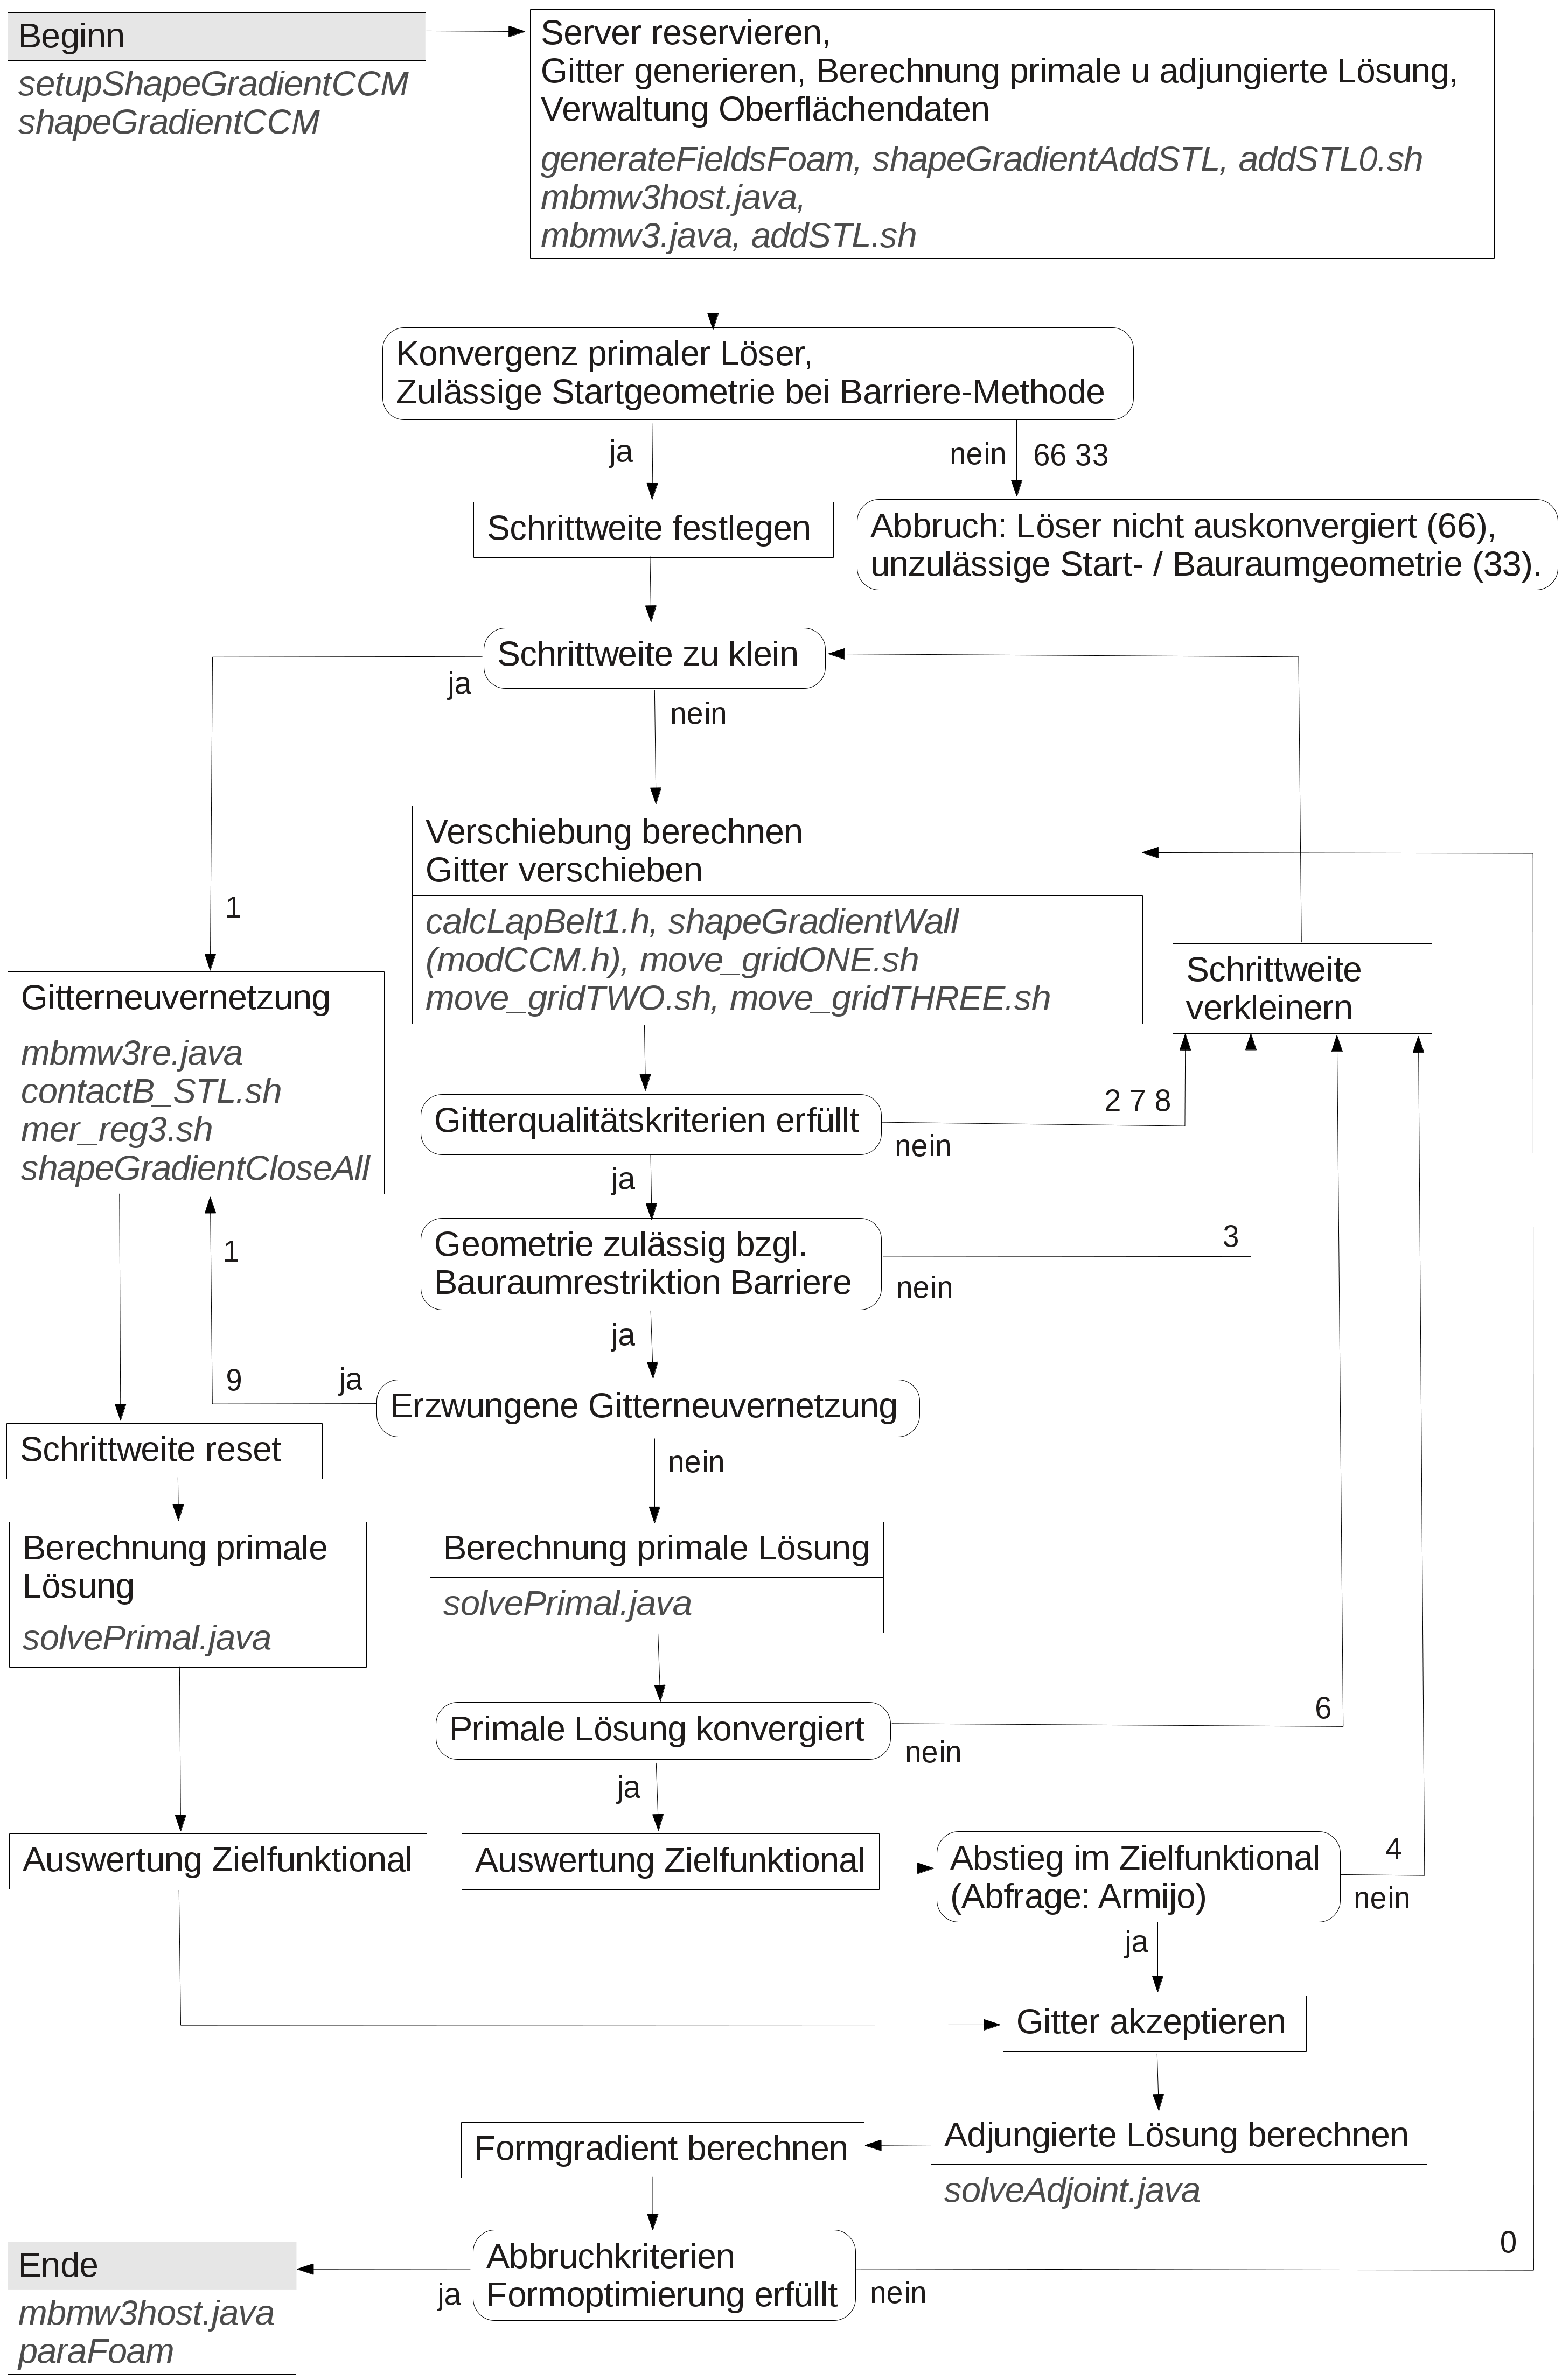 Beginn
setupShapeGradientCCM
shapeGradientCCM
Server reservieren,
Gitter generieren, Berechnung primale u adjungierte Lösung,
Verwaltung Oberflächendaten
generateFieldsFoam, shapeGradientAddSTL, addSTL0.sh
mbmw3host.java,
mbmw3.java, addSTL.sh
Konvergenz primaler Löser,
Zulässige Startgeometrie bei Barriere-Methode
ja
nein 66 33
Schrittweite festlegen
Abbruch: Löser nicht auskonvergiert (66),
unzulässige Start- / Bauraumgeometrie (33).
Schrittweite zu klein
ja
nein
Verschiebung berechnen
Gitter verschieben
calcLapBelt1.h, shapeGradientWall
(modCCM.h), move_gridONE.sh
move_gridTWO.sh, move_gridTHREE.sh
1
Schrittweite
verkleinern
Gitterneuvernetzung
mbmw3re.java
contactB_STL.sh
mer_reg3.sh
shapeGradientCloseAll
Gitterqualitätskriterien erfüllt
2 7 8
nein
ja
Geometrie zulässig bzgl.
Bauraumrestriktion Barriere
3
nein
1
ja
9
ja
Erzwungene Gitterneuvernetzung
nein
Schrittweite reset
Berechnung primale
Lösung
solvePrimal.java
Berechnung primale Lösung
solvePrimal.java
Primale Lösung konvergiert
6
nein
ja
Auswertung Zielfunktional
Auswertung Zielfunktional
Abstieg im Zielfunktional
(Abfrage: Armijo)
4
nein
ja
Gitter akzeptieren
Adjungierte Lösung berechnen
solveAdjoint.java
Formgradient berechnen
Abbruchkriterien
Formoptimierung erfüllt
0
nein
ja
Ende
mbmw3host.java
paraFoam